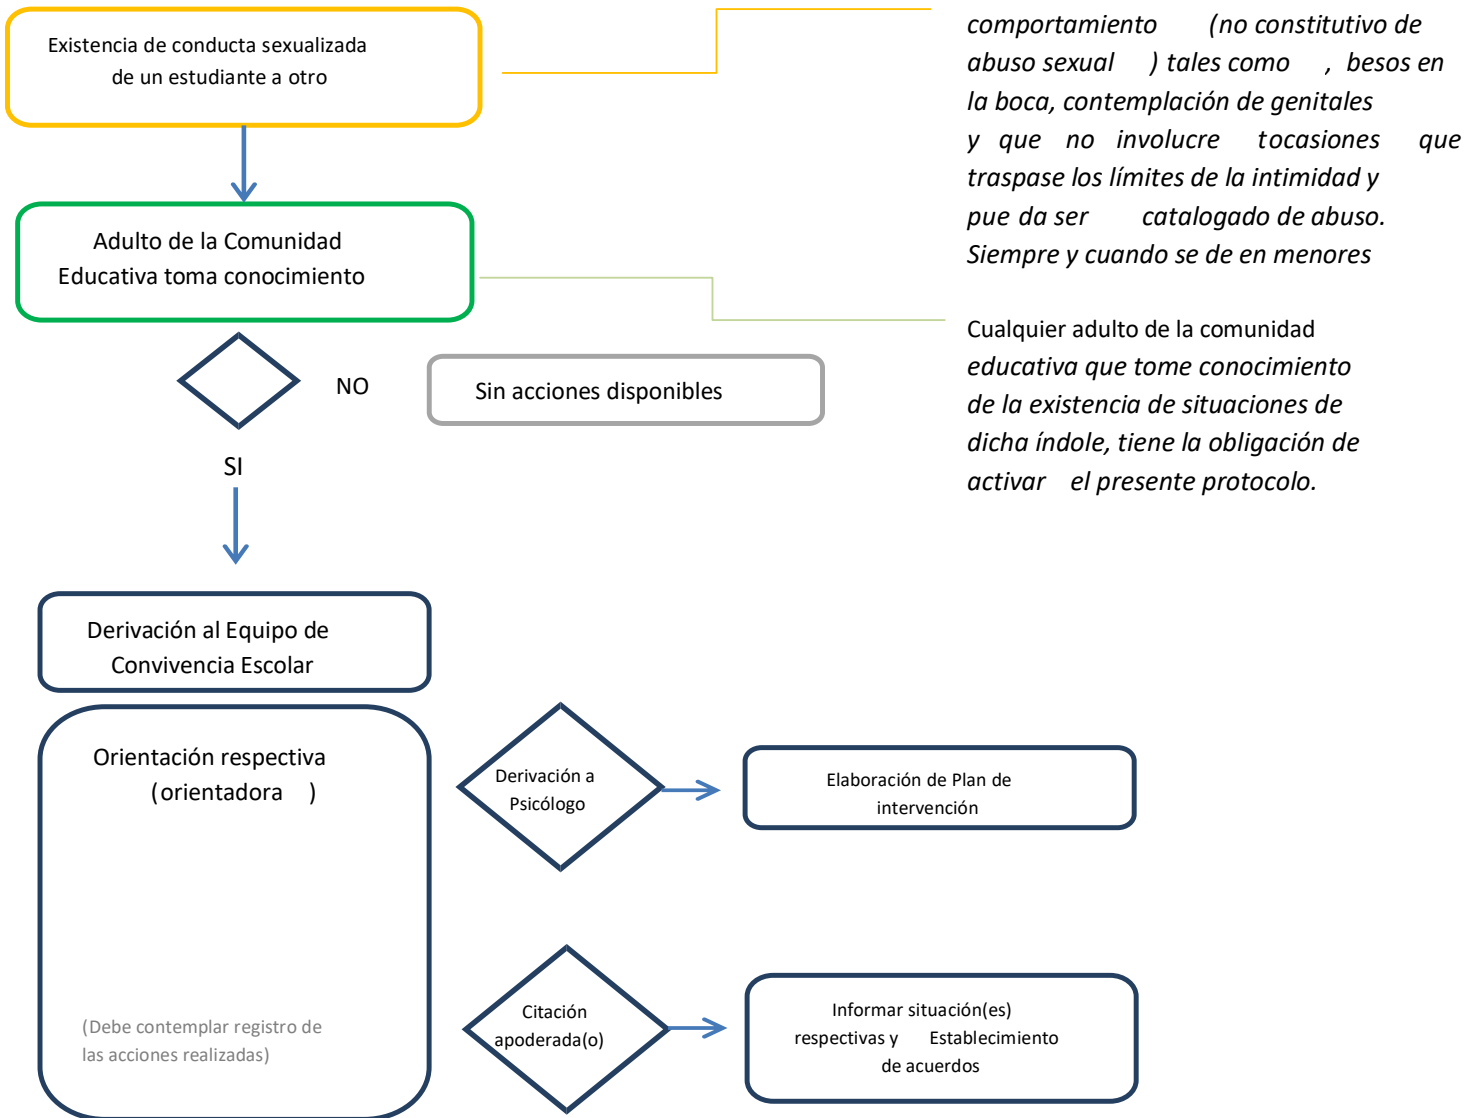 Existencia de conducta sexualizada
de un estudiante a otro
comportamiento (no constitutivo de
abuso sexual ) tales como , besos en
la boca, contemplación de genitales
y que no involucre tocasiones que
traspase los límites de la intimidad y
pue da ser catalogado de abuso.
Siempre y cuando se de en menores
Adulto de la Comunidad
Educativa toma conocimiento
Cualquier adulto de la comunidad
educativa que tome conocimiento
de la existencia de situaciones de
dicha índole, tiene la obligación de
activar el presente protocolo.
NO
Sin acciones disponibles
SI
Derivación al Equipo de
Convivencia Escolar
Orientación respectiva
(orientadora )
(Debe contemplar registro de
las acciones realizadas)
Derivación a
Psicólogo
Elaboración de Plan de
intervención
Citación
apoderada(o)
Informar situación(es)
respectivas y Establecimiento
de acuerdos